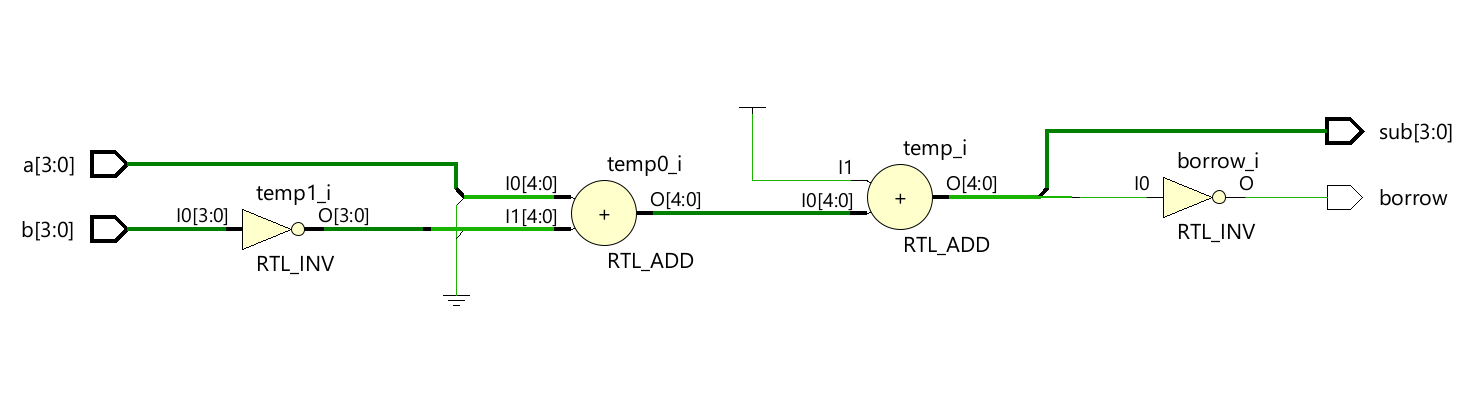 a[3:0]
b[3:0]
I0[3:0]
temp1_i
O[3:0]
RTL_INV
I0[4:0]
I1[4:0]
temp0_i
+
O[4:0]
RTL_ADD
I1
I0[4:0]
temp_i
+
O[4:0]
RTL_ADD
I0
borrow_i
O
RTL_INV
sub[3:0]
borrow